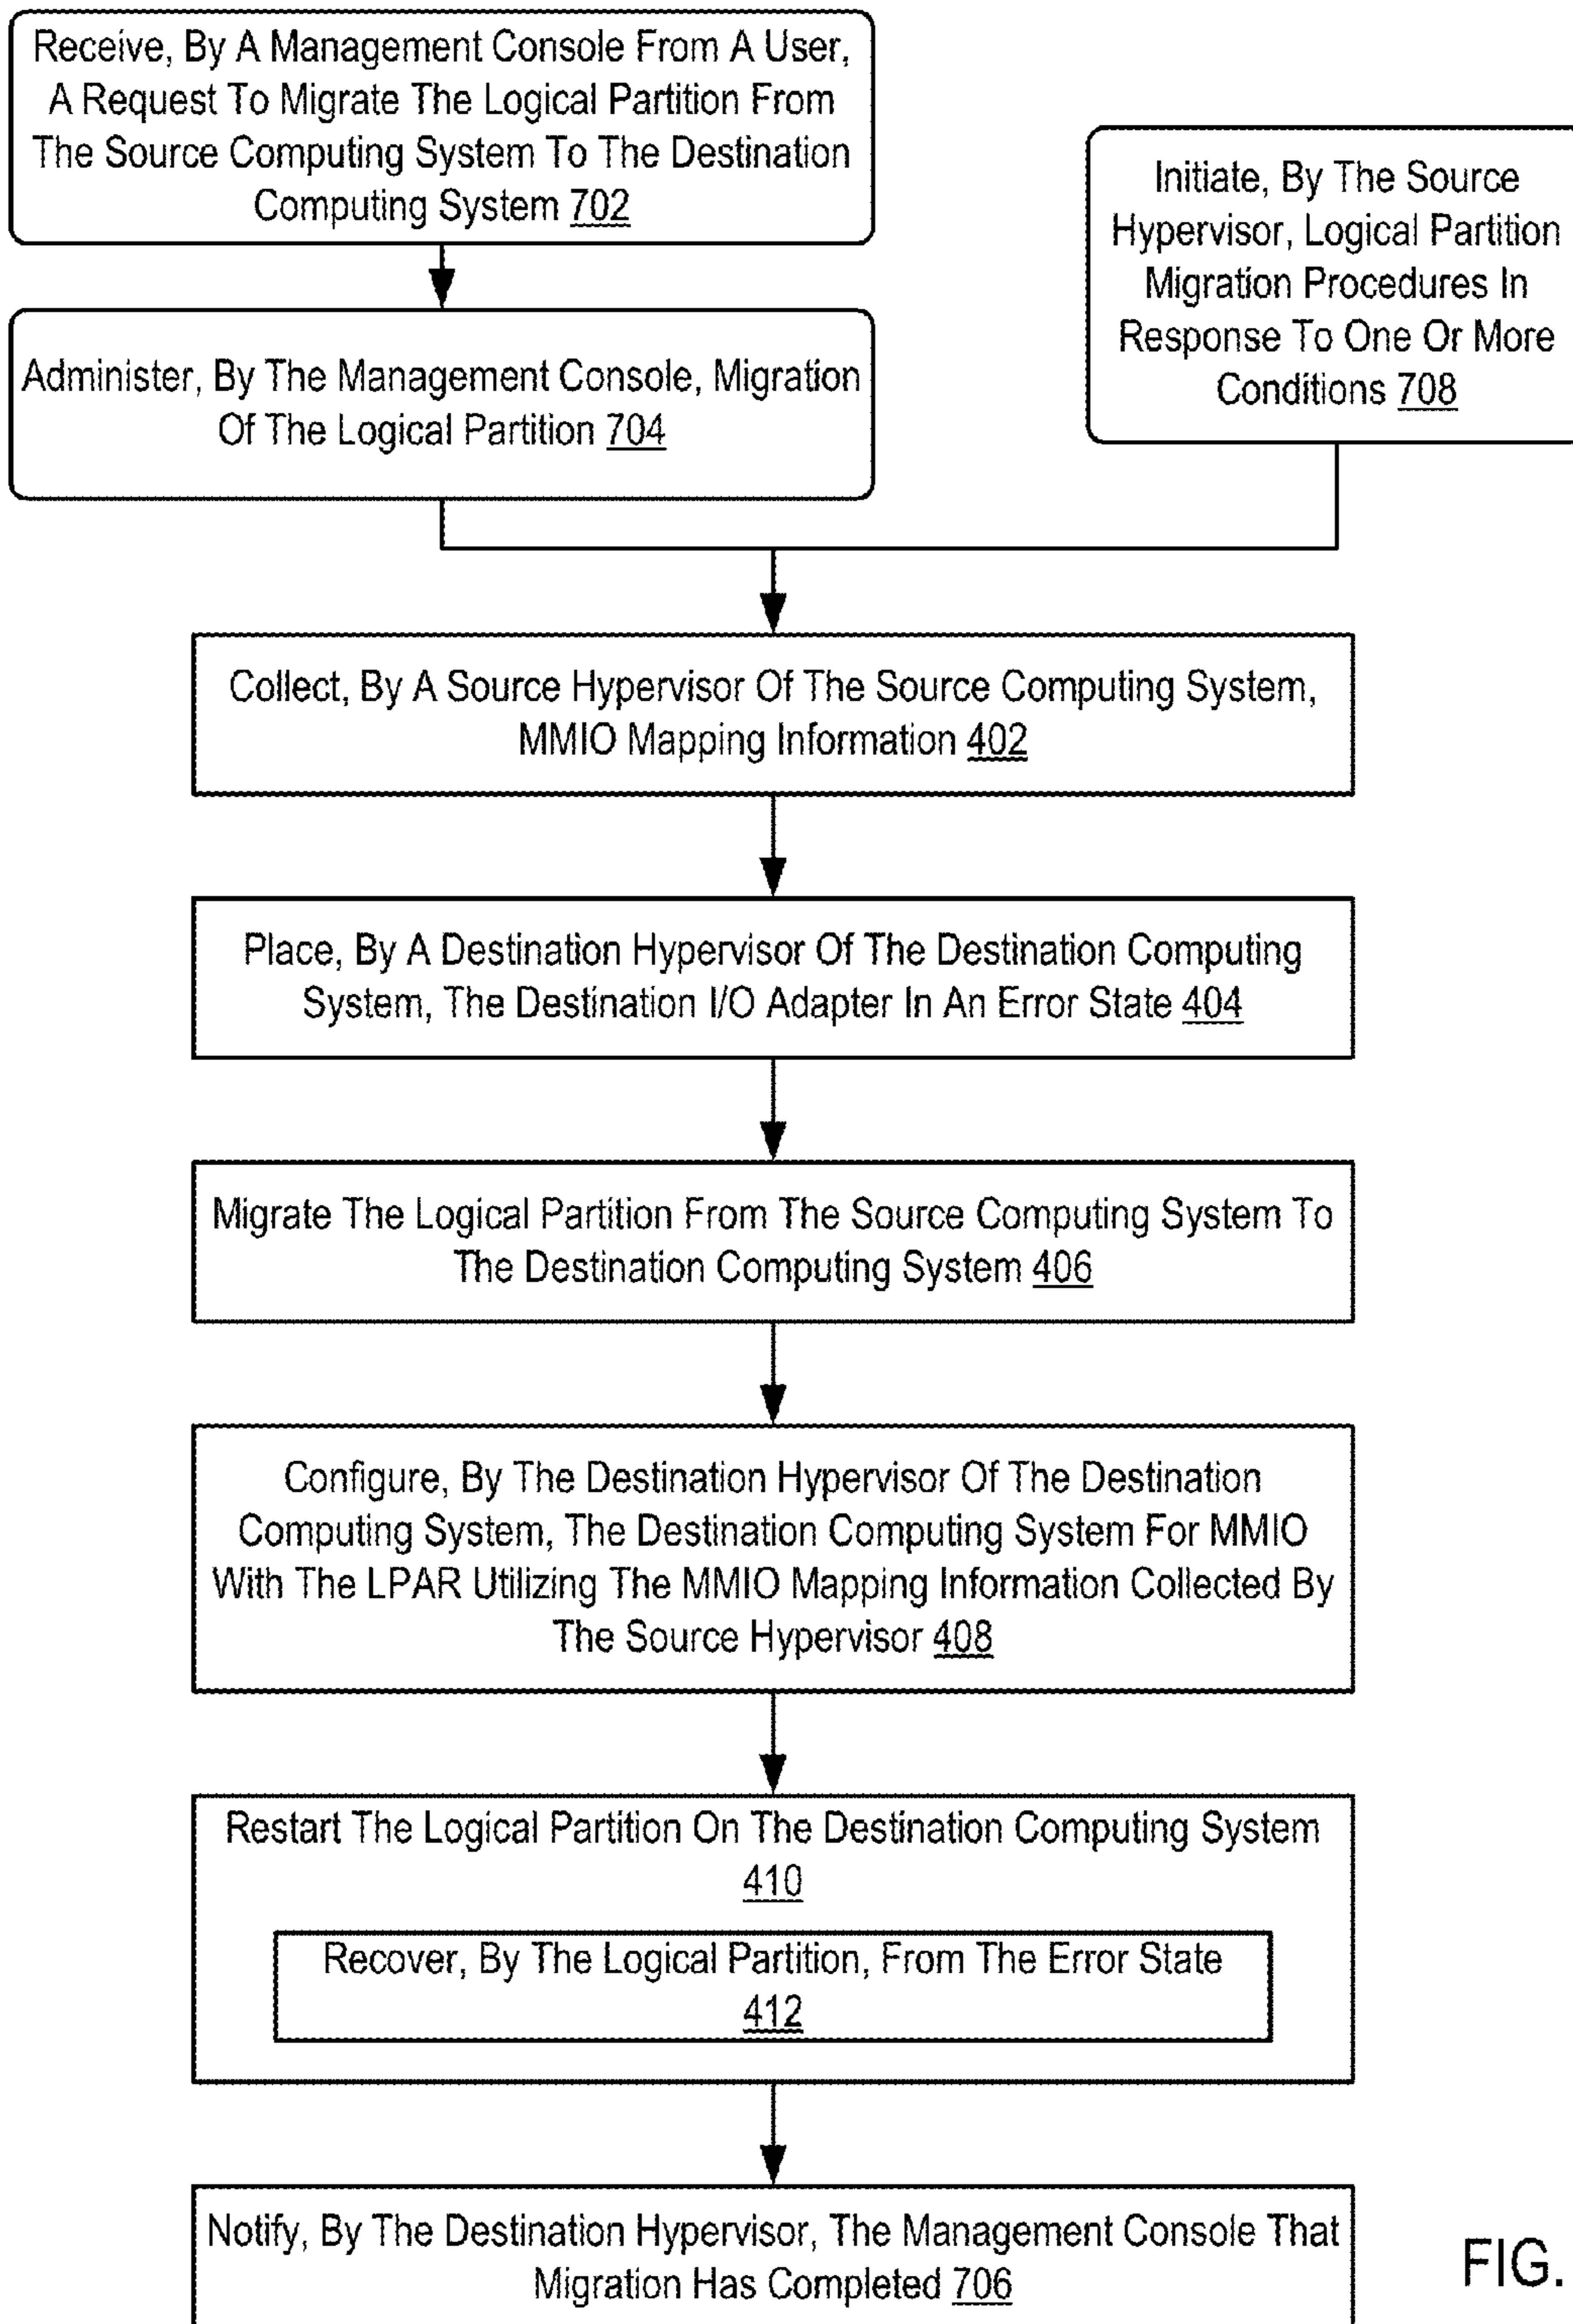 Receive, By A Management Console From A User,
A Request To Migrate The Logical Partition From
The Source Computing System To The Destination
Computing System 702
Initiate, By The Source
Hypervisor, Logical Partition
Migration Procedures In
Response To One Or More
Conditions 708
Administer, By The Management Console, Migration
Of The Logical Partition 704
Collect, By A Source Hypervisor Of The Source Computing System,
MMIO Mapping Information 402
Place, By A Destination Hypervisor Of The Destination Computing
System, The Destination I/O Adapter In An Error State 404
Migrate The Logical Partition From The Source Computing System To
The Destination Computing System 406
Configure, By The Destination Hypervisor Of The Destination
Computing System, The Destination Computing System For MMIO
With The LPAR Utilizing The MMIO Mapping Information Collected By
The Source Hypervisor 408
Restart The Logical Partition On The Destination Computing System
410
Recover, By The Logical Partition, From The Error State
412
Notify, By The Destination Hypervisor, The Management Console That
Migration Has Completed 706
FIG.